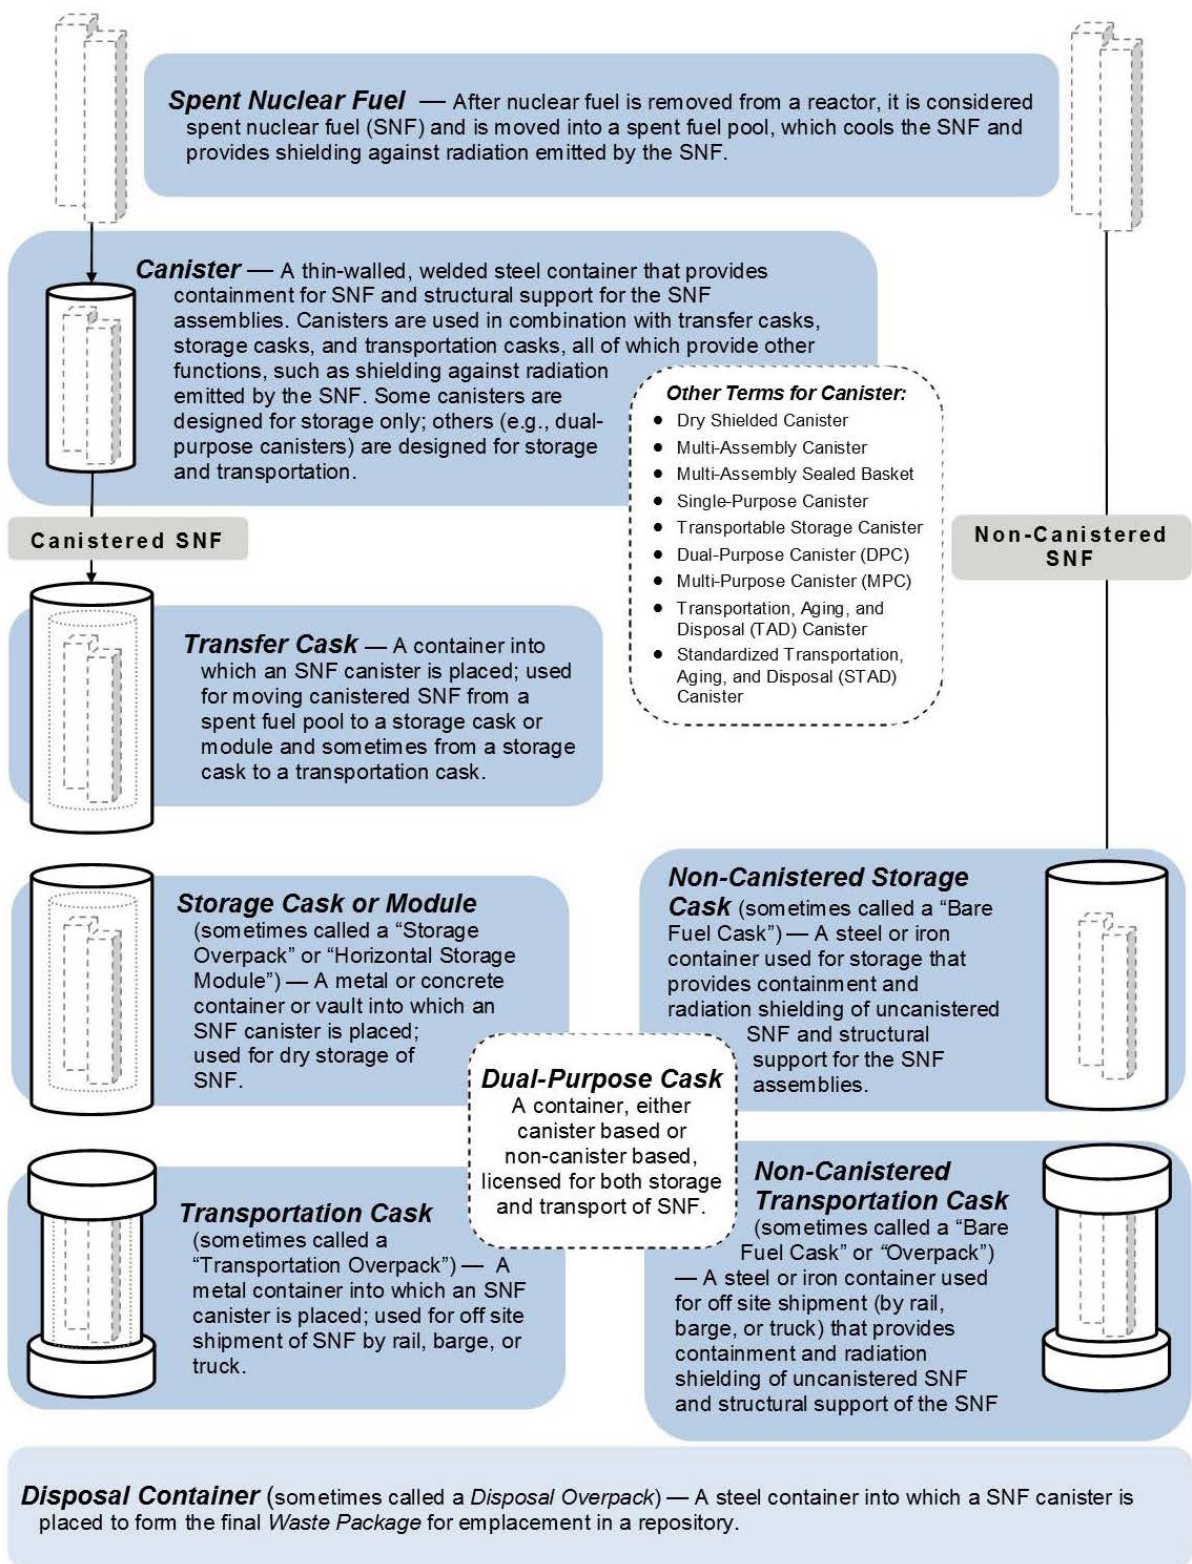 Spent Nuclear Fuel — After nuclear fuel is removed from a reactor, it is considered
spent nuclear fuel (SNF) and is moved into a spent fuel pool, which cools the SNF and
provides shielding against radiation emitted by the SNF.
Canister — A thin-walled, welded steel container that provides
containment for SNF and structural support for the SNF
assemblies. Canisters are used in combination with transfer casks,
storage casks, and transportation casks, all of which provide other
functions, such as shielding against radiation
emitted by the SNF. Some canisters are
designed for storage only; others (e.g., dual-
purpose canisters) are designed for storage
and transportation.
Other Terms for Canister:
● Dry Shielded Canister
● Multi-Assembly Canister
● Multi-Assembly Sealed Basket
● Single-Purpose Canister
● Transportable Storage Canister
● Dual-Purpose Canister (DPC)
● Multi-Purpose Canister (MPC)
● Transportation, Aging, and
Disposal (TAD) Canister
● Standardized Transportation,
Aging, and Disposal (STAD)
Canister
Canistered SNF
Non-Canistered
SNF
Transfer Cask — A container into
which an SNF canister is placed; used
for moving canistered SNF from a
spent fuel pool to a storage cask or
module and sometimes from a storage
cask to a transportation cask.
Storage Cask or Module
(sometimes called a “Storage
Overpack” or “Horizontal Storage
Module”) — A metal or concrete
container or vault into which an
SNF canister is placed;
used for dry storage of
SNF.
Non-Canistered Storage
Cask (sometimes called a “Bare
Fuel Cask”) — A steel or iron
container used for storage that
provides containment and
radiation shielding of uncanistered
SNF and structural
support for the SNF
assemblies.
Dual-Purpose Cask
A container, either
canister based or
non-canister based,
licensed for both storage
and transport of SNF.
Transportation Cask
(sometimes called a
“Transportation Overpack”) — A
metal container into which an SNF
canister is placed; used for off site
shipment of SNF by rail, barge, or
truck.
Non-Canistered
Transportation Cask
(sometimes called a “Bare
Fuel Cask” or “Overpack”)
— A steel or iron container used
for off site shipment (by rail,
barge, or truck) that provides
containment and radiation
shielding of uncanistered SNF
and structural support of the SNF
Disposal Container (sometimes called a Disposal Overpack) — A steel container into which a SNF canister is
placed to form the final Waste Package for emplacement in a repository.